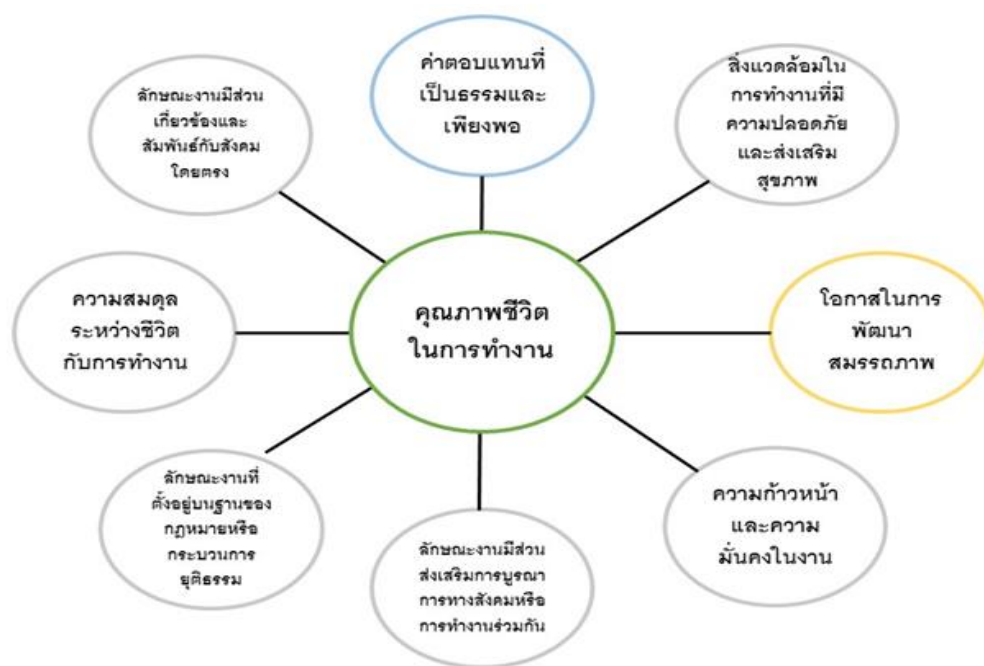 ค่าตอบแทนที่
เป็นธรรมและ
เพียงพอ
สิ่งแวดล้อมใน
การทำงานที่มี
ความปลอดภัย
และส่งเสริม
สุขภาพ
โอกาสในการ
พัฒนา
สมรรถภาพ
ความก้าวหน้า
และความ
มั่นคงในงาน
ลักษณะงานมีส่วน
ส่งเสริมการบูรณา
การทางสังคมหรือ
การทำงานร่วมกัน
ลักษณะงานที่
ตั้งอยู่บนฐานของ
กฎหมายหรือ
กระบวนการ
ยุติธรรม
ความสมดุล
ระหว่างชีวิต
กับการทำงาน
ลักษณะงานมีส่วน
เกี่ยวข้องและ
สัมพันธ์กับสังคม
โดยตรง
คุณภาพชีวิต
ในการทำงาน